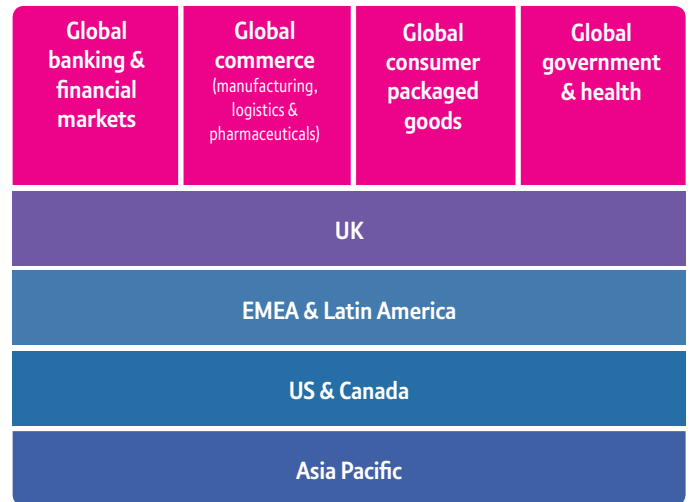 Global
banking &
financial
markets
Global
commerce
(manufacturing,
logistics &
pharmaceuticals)
Global
consumer
packaged
goods
Global
government
& health
UK
EMEA & Latin America
US & Canada
Asia Pacific